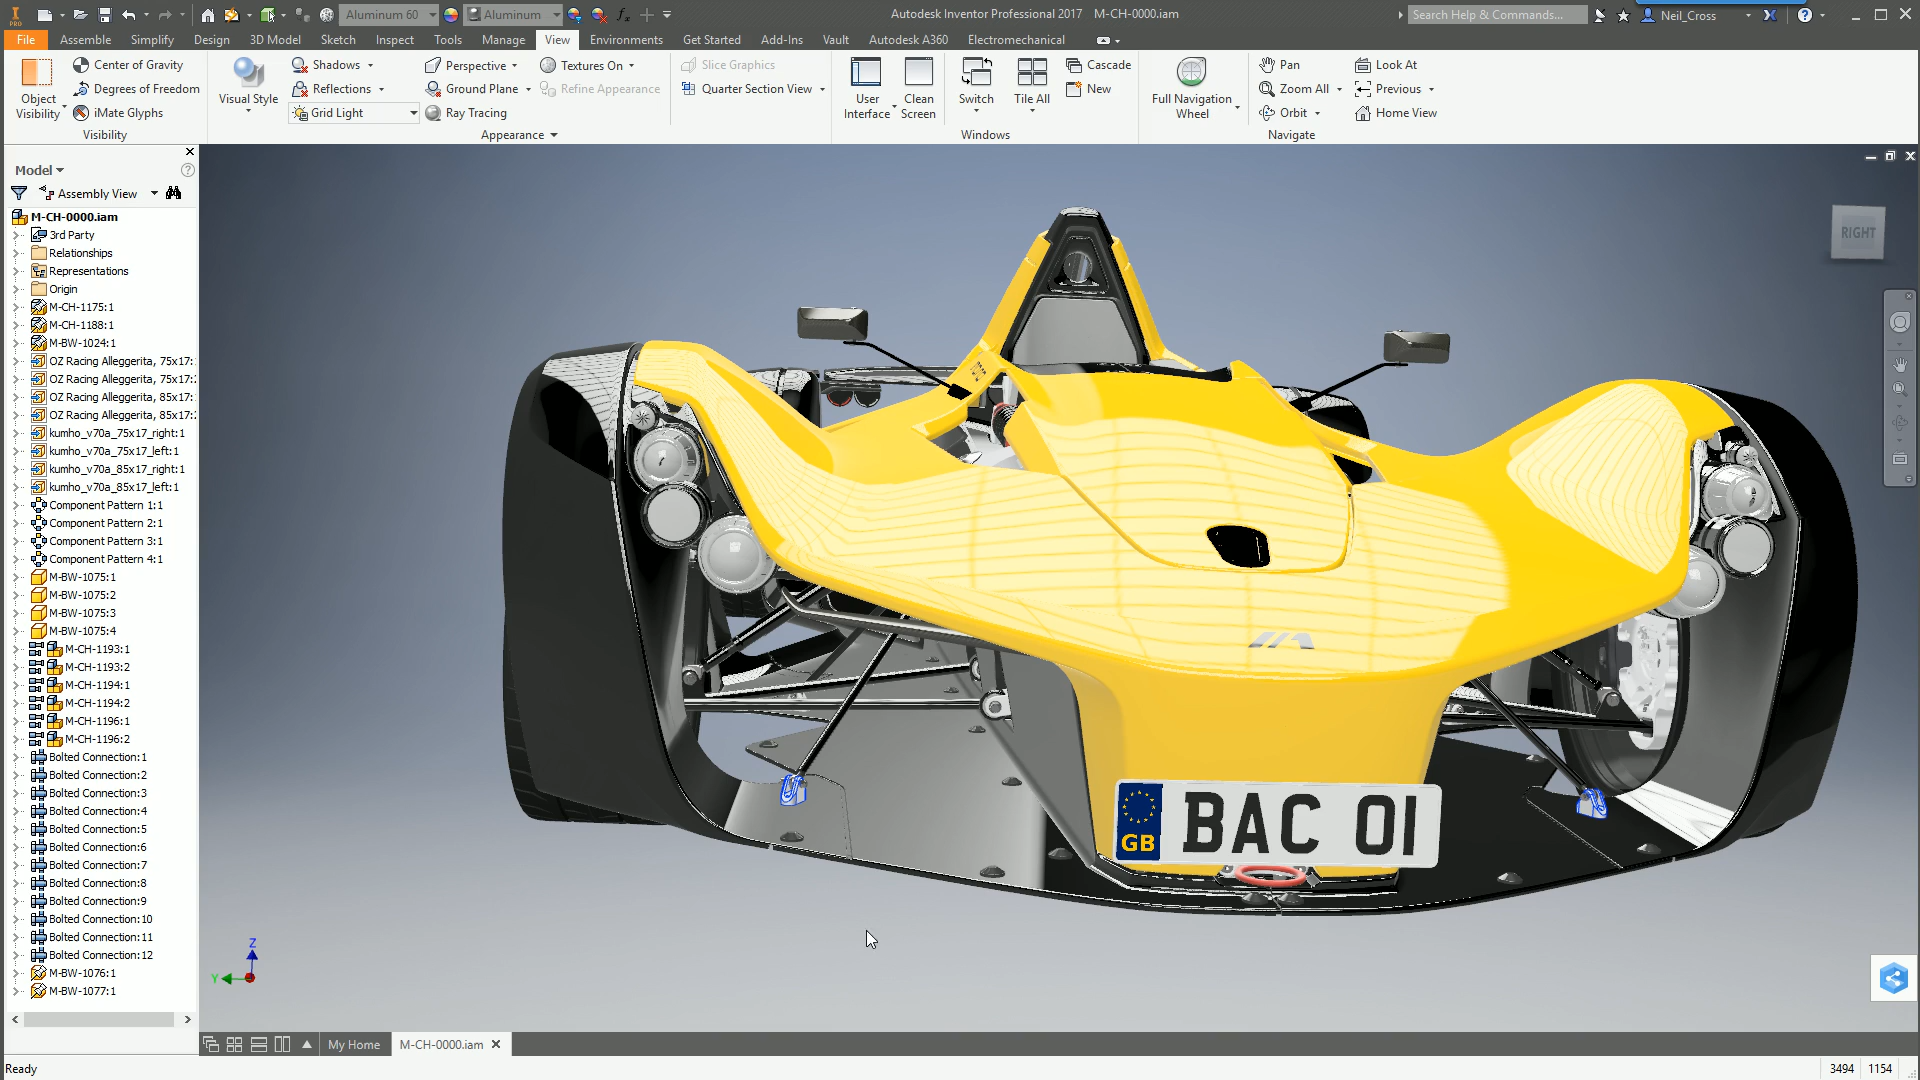 Aluminum 60
Aluminum
Autodesk Inventor Professional 2017 M-CH-0000.iam
Search Help & Commands...
Neil_Cross
File Assemble Simplify Design 3D Model Sketch Inspect Tools Manage View Environments Get Started Add-Ins Vault Autodesk A360 Electromechanical
Object Visibility
Center of Gravity
Degrees of Freedom
iMate Glyphs
Visibility
Visual Style
Shadows
Reflections
Grid Light
Perspective
Ground Plane
Ray Tracing
Textures On
Refine Appearance
Appearance
Slice Graphics
Quarter Section View
User Interface
Clean Screen
Switch
Tile All
Cascade
New
Windows
Full Navigation Wheel
Pan
Zoom All
Orbit
Look At
Previous
Home View
Navigate
Model
Assembly View
M-CH-0000.iam
3rd Party
Relationships
Representations
Origin
M-CH-1175:1
M-CH-1188:1
M-BW-1024:1
OZ Racing Alleggerita, 75x17:
OZ Racing Alleggerita, 75x17:2
OZ Racing Alleggerita, 85x17:
OZ Racing Alleggerita, 85x17:2
kumho_v70a_75x17_right:1
kumho_v70a_75x17_left:1
kumho_v70a_85x17_right:1
kumho_v70a_85x17_left:1
Component Pattern 1:1
Component Pattern 2:1
Component Pattern 3:1
Component Pattern 4:1
M-BW-1075:1
M-BW-1075:2
M-BW-1075:3
M-BW-1075:4
M-CH-1193:1
M-CH-1193:2
M-CH-1194:1
M-CH-1194:2
M-CH-1196:1
M-CH-1196:2
Bolted Connection:1
Bolted Connection:2
Bolted Connection:3
Bolted Connection:4
Bolted Connection:5
Bolted Connection:6
Bolted Connection:7
Bolted Connection:8
Bolted Connection:9
Bolted Connection:10
Bolted Connection:11
Bolted Connection:12
M-BW-1076:1
M-BW-1077:1
RIGHT
GB BAC 01
Z
Y
My Home
M-CH-0000.iam
Ready
3494 1154